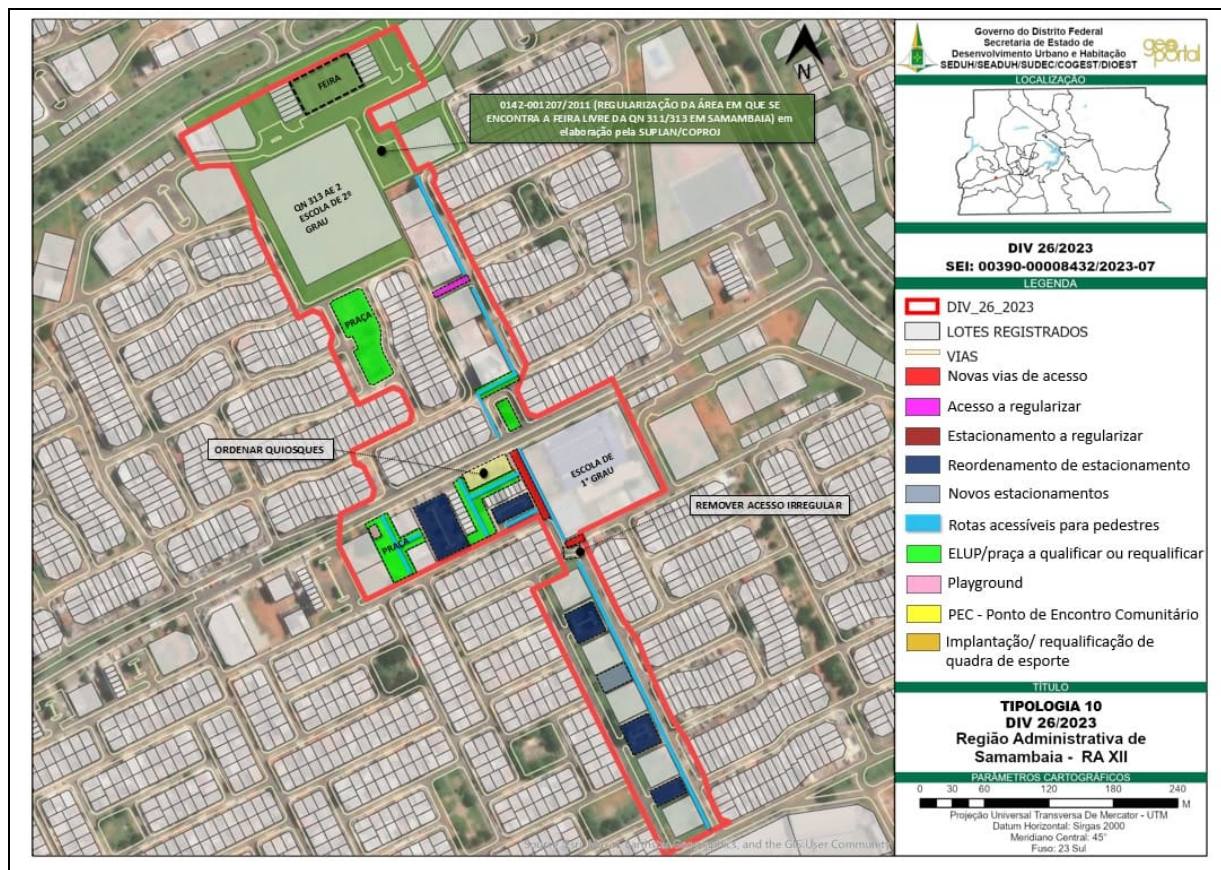 FEIRA
N
0142-001207/2011 (REGULARIZAÇÃO DA ÁREA EM QUE SE
ENCONTRA A FEIRA LIVRE DA QN 311/313 EM SAMAMBAIA) em
elaboração pela SUPLAN/COPROJ
QN 313 AE 2
ESCOLA DE 2º
GRAU
PRAÇA
ORDENAR QUIOSQUES
ESCOLA DE
1° GRAU
REMOVER ACESSO IRREGULAR
PRAÇA
and the GIS User Community
Governo do Distrito Federal
Secretaria de Estado de
Desenvolvimento Urbano e Habitação
SEDUH/SEADUH/SUDEC/COGEST/DIOEST
geoportal
LOCALIZAÇÃO
DIV 26/2023
SEI: 00390-00008432/2023-07
LEGENDA
DIV_26_2023
LOTES REGISTRADOS
VIAS
Novas vias de acesso
Acesso a regularizar
Estacionamento a regularizar
Reordenamento de estacionamento
Novos estacionamentos
Rotas acessíveis para pedestres
ELUP/praça a qualificar ou requalificar
Playground
PEC - Ponto de Encontro Comunitário
Implantação/ requalificação de
quadra de esporte
TÍTULO
TIPOLOGIA 10
DIV 26/2023
Região Administrativa de
Samambaia - RA XII
PARÂMETROS CARTOGRÁFICOS
0 30 60 120 180 240
M
Projeção Universal Transversa De Mercator - UTM
Datum Horizontal: Sirgas 2000
Meridiano Central: 45°
Fuso: 23 Sul